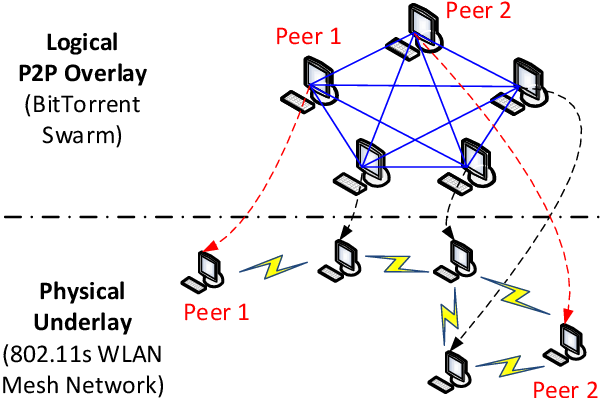 Peer 2
Logical
Peer 1
P2P Overlay
(BitTorrent
Swarm)
Physical
Peer 1
Underlay
(802.11s WLAN
Mesh Network)
Peer 2